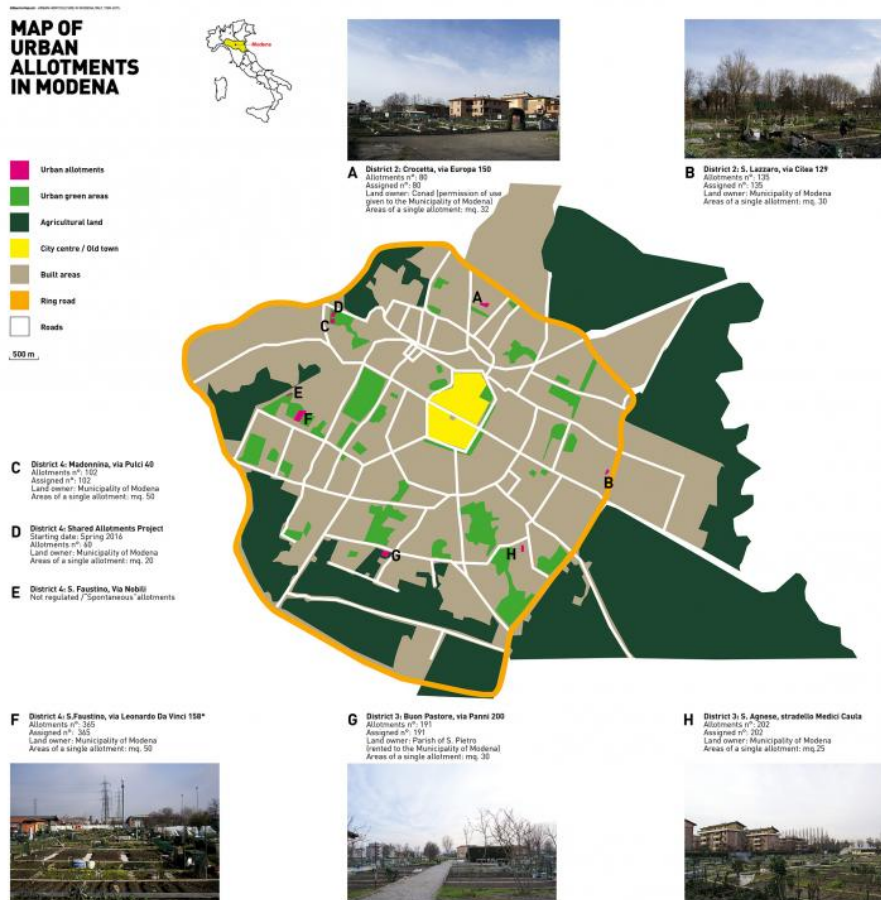 MAP OF
URBAN
ALLOTMENTS
IN MODENA
Modena
Urban allotments
Urban green areas
Agricultural land
City centre / Old town
Built areas
Ring road
Roads
500 m
A District 2: Crocetta, via Europa 150
Allotments n°: 80
Assigned n°: 80
Land owner: Conad (permission of use
given to the Municipality of Modena)
Areas of a single allotment: mq. 32
B District 2: S. Lazzaro, via Cilea 129
Allotments n°: 135
Assigned n°: 135
Land owner: Municipality of Modena
Areas of a single allotment: mq. 30
A
D
C
E
F
B
G
H
C District 4: Madonnina, via Pulci 40
Allotments n°: 102
Assigned n°: 102
Land owner: Municipality of Modena
Areas of a single allotment: mq. 50
D District 4: Shared Allotments Project
Starting date: Spring 2016
Allotments n°: 60
Land owner: Municipality of Modena
Areas of a single allotment: mq. 20
E District 4: S. Faustino, Via Nobili
Not regulated /"Spontaneous" allotments
F District 4: S.Faustino, via Leonardo Da Vinci 158*
Allotments n°: 365
Assigned n°: 365
Land owner: Municipality of Modena
Areas of a single allotment: mq. 50
G District 3: Buon Pastore, via Panni 200
Allotments n°: 191
Assigned n°: 191
Land owner: Parish of S. Pietro
(rented to the Municipality of Modena)
Areas of a single allotment: mq. 30
H District 3: S. Agnese, stradello Medici Caula
Allotments n°: 202
Assigned n°: 202
Land owner: Municipality of Modena
Areas of a single allotment: mq.25